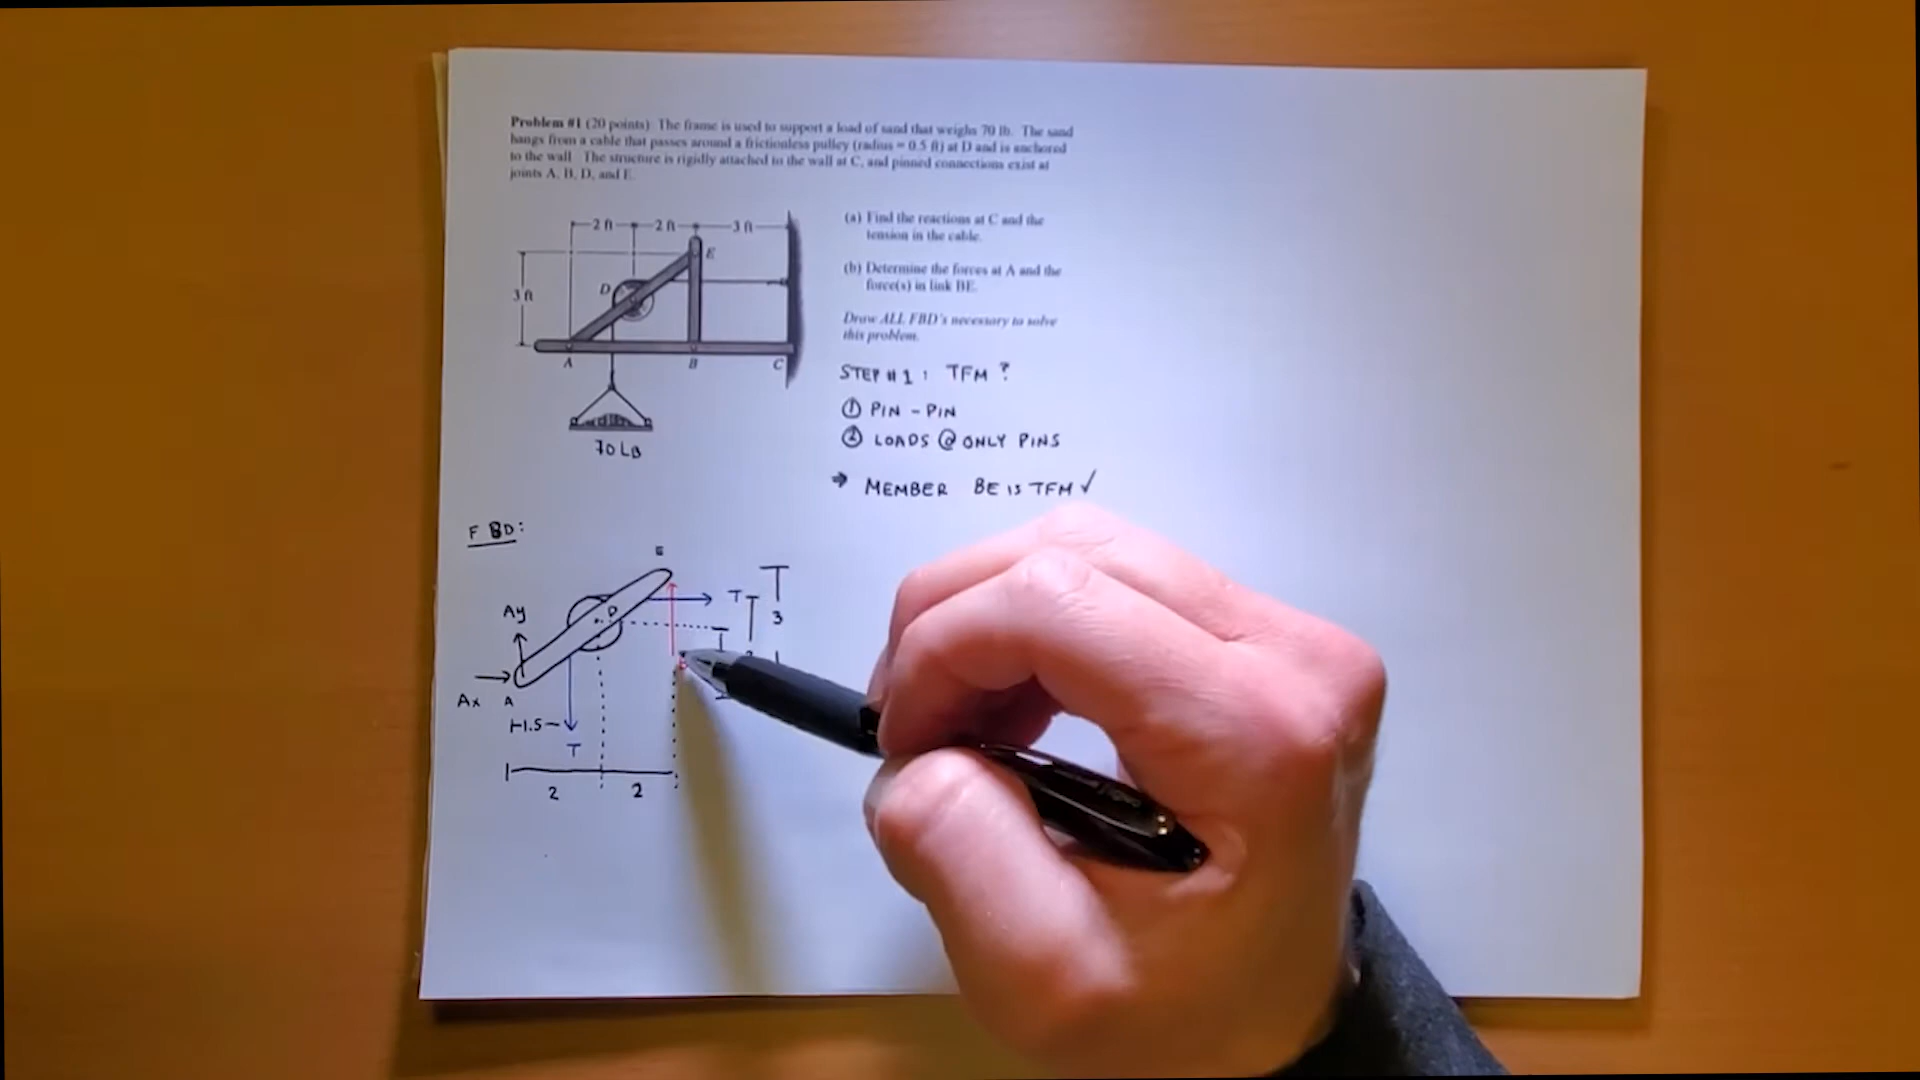 Problem #1 (20 points): The frame is used to support a load of sand that weighs 70 lb. The sand
hangs from a cable that passes around a frictionless pulley (radius = 0.5 ft) at D and is anchored
to the wall. The structure is rigidly attached to the wall at C, and pinned connections exist at
joints A, B, D, and E.
2 ft 2 ft 3 ft
E
D
3 ft
A B C
70 LB
(a) Find the reactions at C and the
tension in the cable.
(b) Determine the forces at A and the
force(s) in link BE.
Draw ALL FBD's necessary to solve
this problem.
STEP #1: TFM?
① PIN - PIN
② LOADS @ ONLY PINS
→ MEMBER BE IS TFM ✓
FBD:
E
Ay
D
T
3
Ax A
1.5
T
2 2